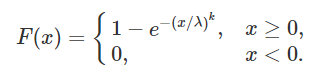 F(x) = { 1 − e^{−(x/λ)^k}, x ≥ 0,
0, x < 0.